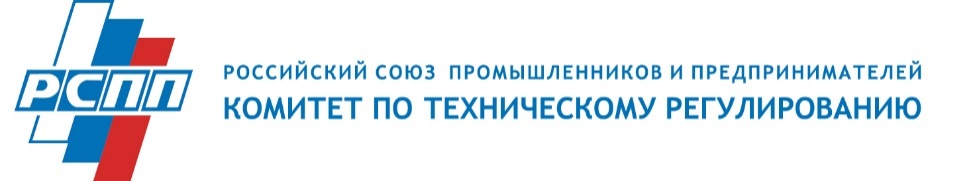 РСПП
РОССИЙСКИЙ СОЮЗ ПРОМЫШЛЕННИКОВ И ПРЕДПРИНИМАТЕЛЕЙ
КОМИТЕТ ПО ТЕХНИЧЕСКОМУ РЕГУЛИРОВАНИЮ